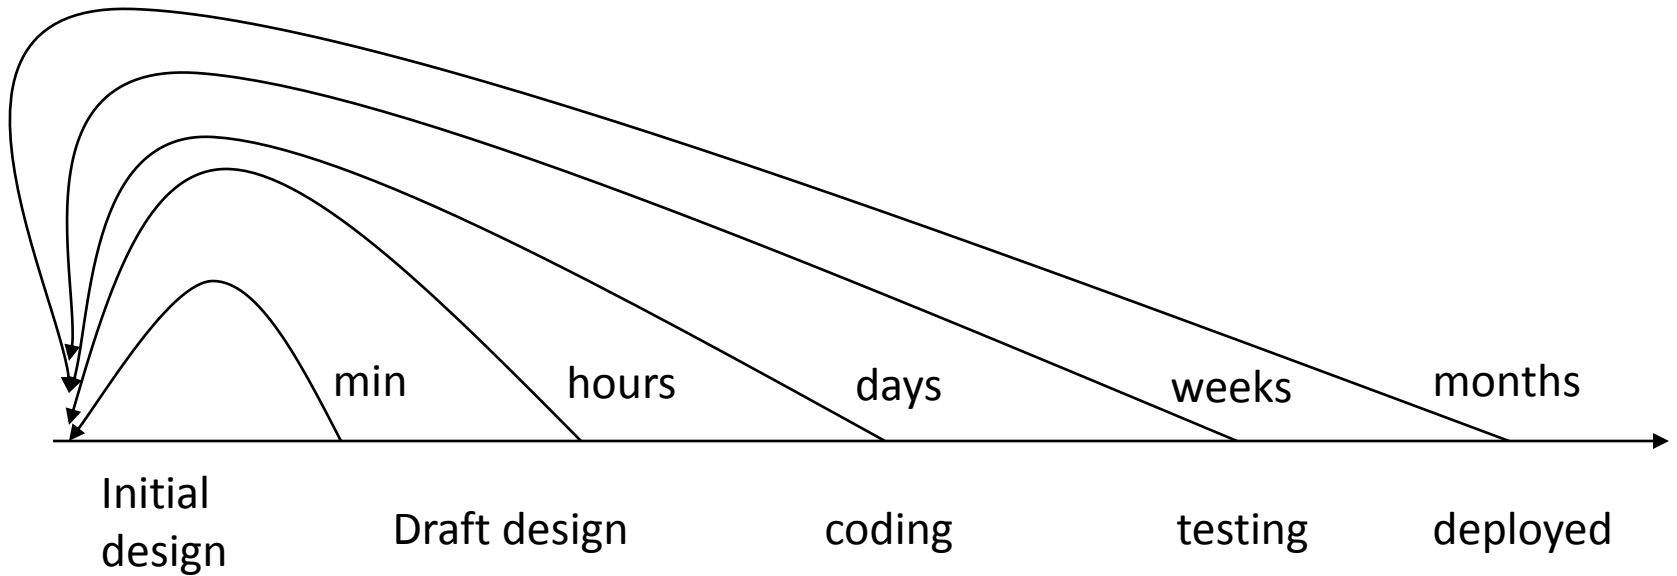 min
hours
days
weeks
months
Initial
design
Draft design
coding
testing
deployed